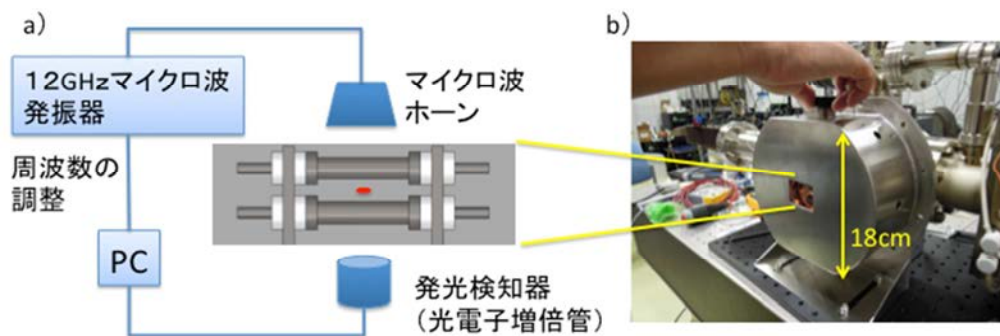 a)
12GHzマイクロ波
発振器
マイクロ波
ホーン
周波数の
調整
PC
発光検知器
(光電子増倍管)
b)
18cm